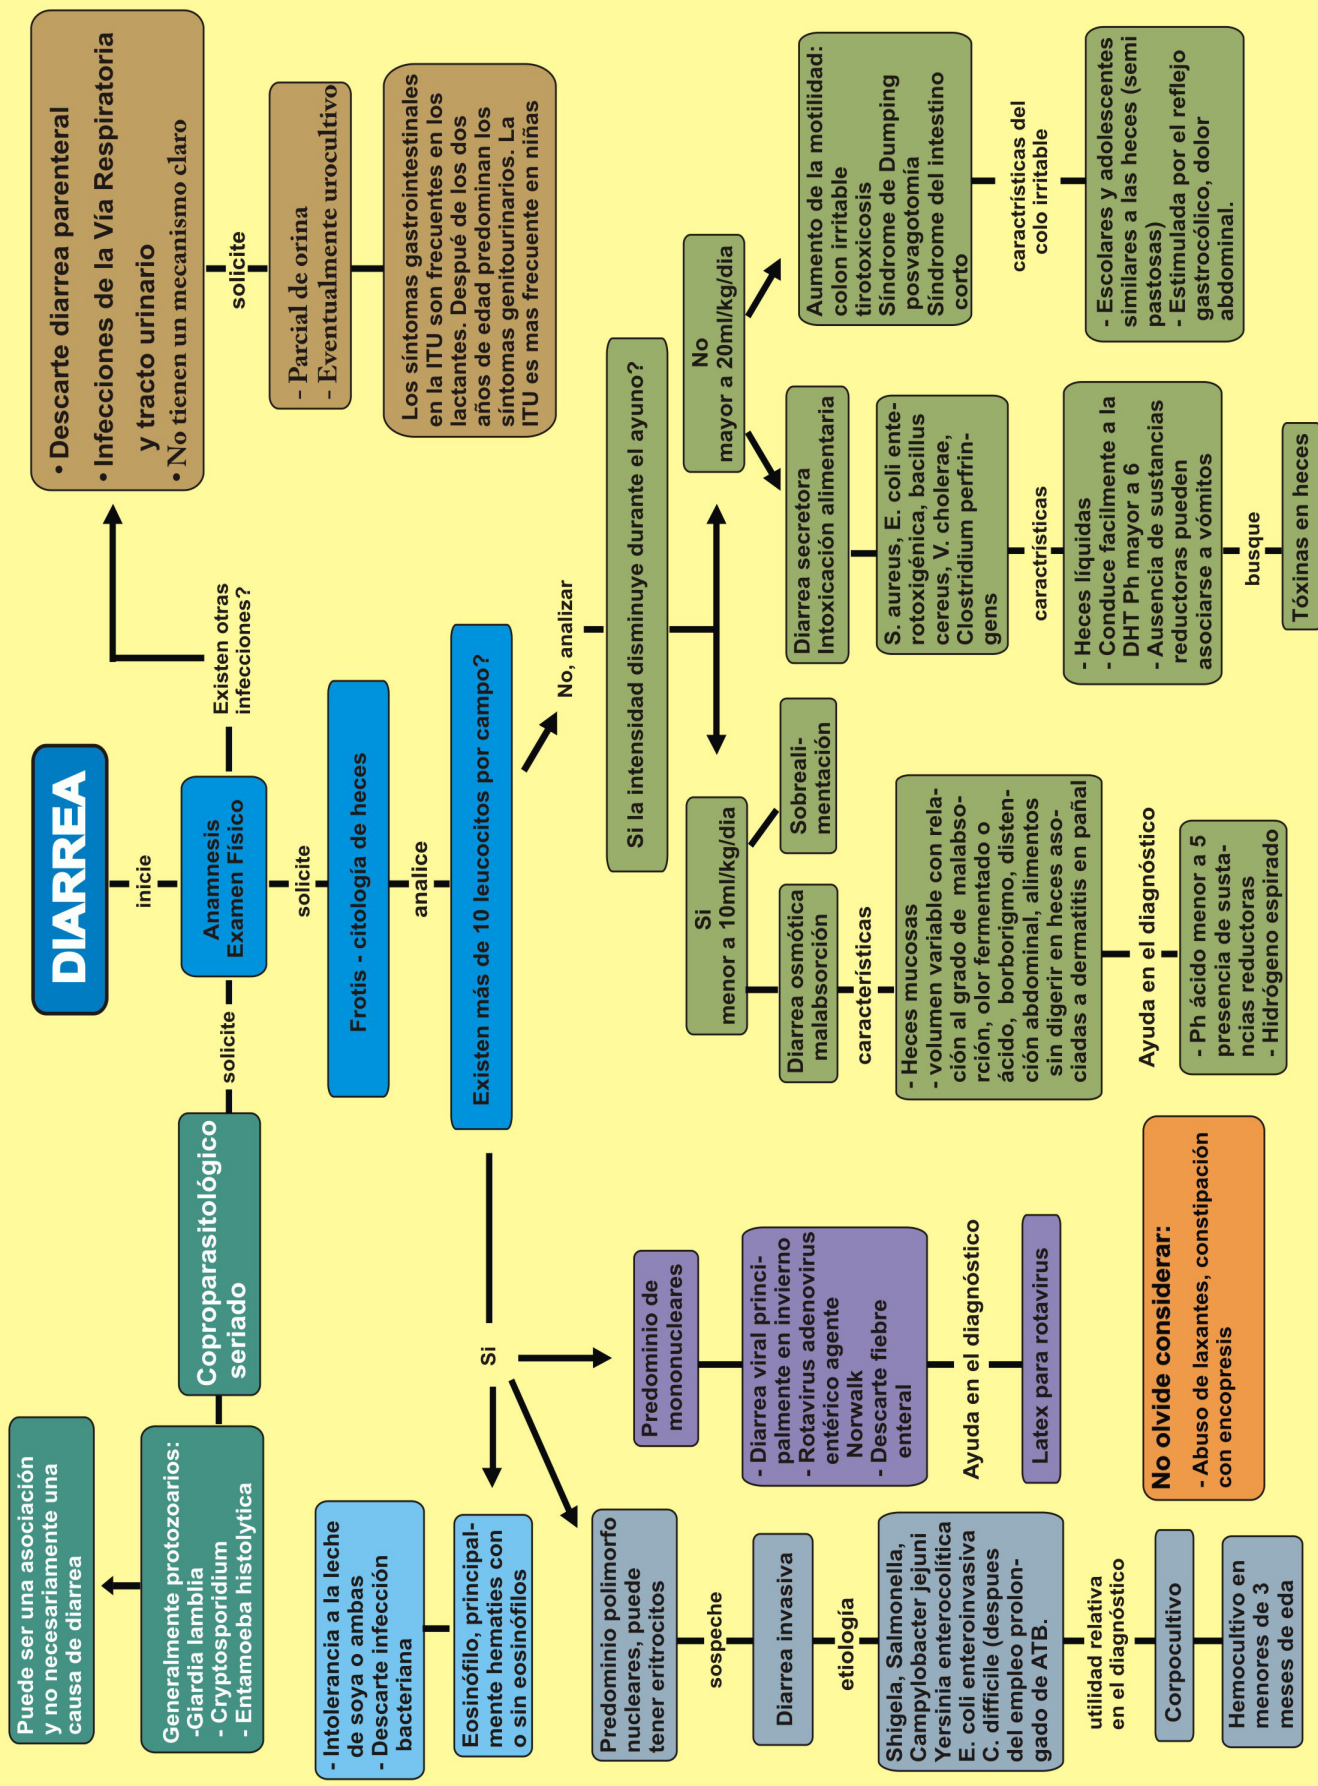 DIARREA
inicie
Anamnesis
Examen Físico
Existen otras
infecciones?
• Descarte diarrea parenteral
• Infecciones de la Vía Respiratoria
y tracto urinario
• No tienen un mecanismo claro
solicite
- Parcial de orina
- Eventualmente urocultivo
Los síntomas gastrointestinales
en la ITU son frecuentes en los
lactantes. Despué de los dos
años de edad predominan los
síntomas genitourinarios. La
ITU es mas frecuente en niñas
solicite
Coproparasitológico
seriado
Generalmente protozoarios:
-Giardia lamblia
- Cryptosporidium
- Entamoeba histolytica
Puede ser una asociación
y no necesariamente una
causa de diarrea
solicite
Frotis - citología de heces
analice
Existen más de 10 leucocitos por campo?
Si
- Intolerancia a la leche
de soya o ambas
- Descarte infección
bacteriana
Eosinófilo, principal-
mente hematies con
o sin eosinófilos
Predominio polimorfo
nucleares, puede
tener eritrocitos
sospeche
Diarrea invasiva
etiología
Shigela, Salmonella,
Campylobacter jejuni
Yersinia enterocolítica
E. coli enteroinvasiva
C. difficile (despues
del empleo prolon-
gado de ATB.
utilidad relativa
en el diagnóstico
Corpocultivo
Hemocultivo en
menores de 3
meses de eda
Predominio de
mononucleares
- Diarrea viral princi-
palmente en invierno
- Rotavirus adenovirus
entérico agente
Norwalk
- Descarte fiebre
enteral
Ayuda en el diagnóstico
Latex para rotavirus
No olvide considerar:
- Abuso de laxantes, constipación
con encopresis
No, analizar
Si la intensidad disminuye durante el ayuno?
Si
menor a 10ml/kg/dia
Diarrea osmótica
malabsorción
Sobreali-
mentación
características
- Heces mucosas
- volumen variable con rela-
ción al grado de malabso-
rción, olor fermentado o
ácido, borborigmo, disten-
ción abdominal, alimentos
sin digerir en heces aso-
ciadas a dermatitis en pañal
Ayuda en el diagnóstico
- Ph ácido menor a 5
presencia de susta-
ncias reductoras
- Hidrógeno espirado
No
mayor a 20ml/kg/dia
Diarrea secretora
Intoxicación alimentaria
S. aureus, E. coli ente-
rotoxigénica, bacillus
cereus, V. cholerae,
Clostridium perfrin-
gens
caractrísticas
- Heces líquidas
- Conduce facilmente a la
DHT Ph mayor a 6
- Ausencia de sustancias
reductoras pueden
asociarse a vómitos
busque
Tóxinas en heces
Aumento de la motilidad:
colon irritable
tirotoxicosis
Síndrome de Dumping
posvagotomía
Síndrome del intestino
corto
caractrísticas del
colo irritable
- Escolares y adolescentes
similares a las heces (semi
pastosas)
- Estimulada por el reflejo
gastrocólico, dolor
abdominal.